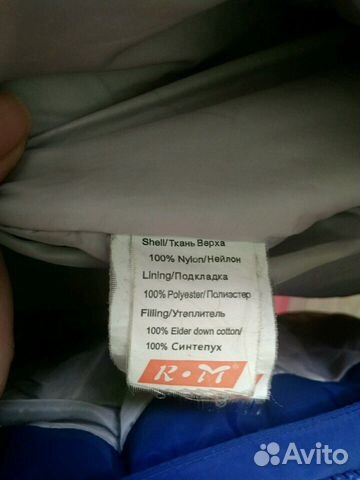 Shell/Ткань Верха
100% Nylon/Нейлон
Lining/Подкладка
100% Polyester/Полиэстер
Filling/Утеплитель
100% Eider down cotton/
100% Синтепух
R·M
Avito